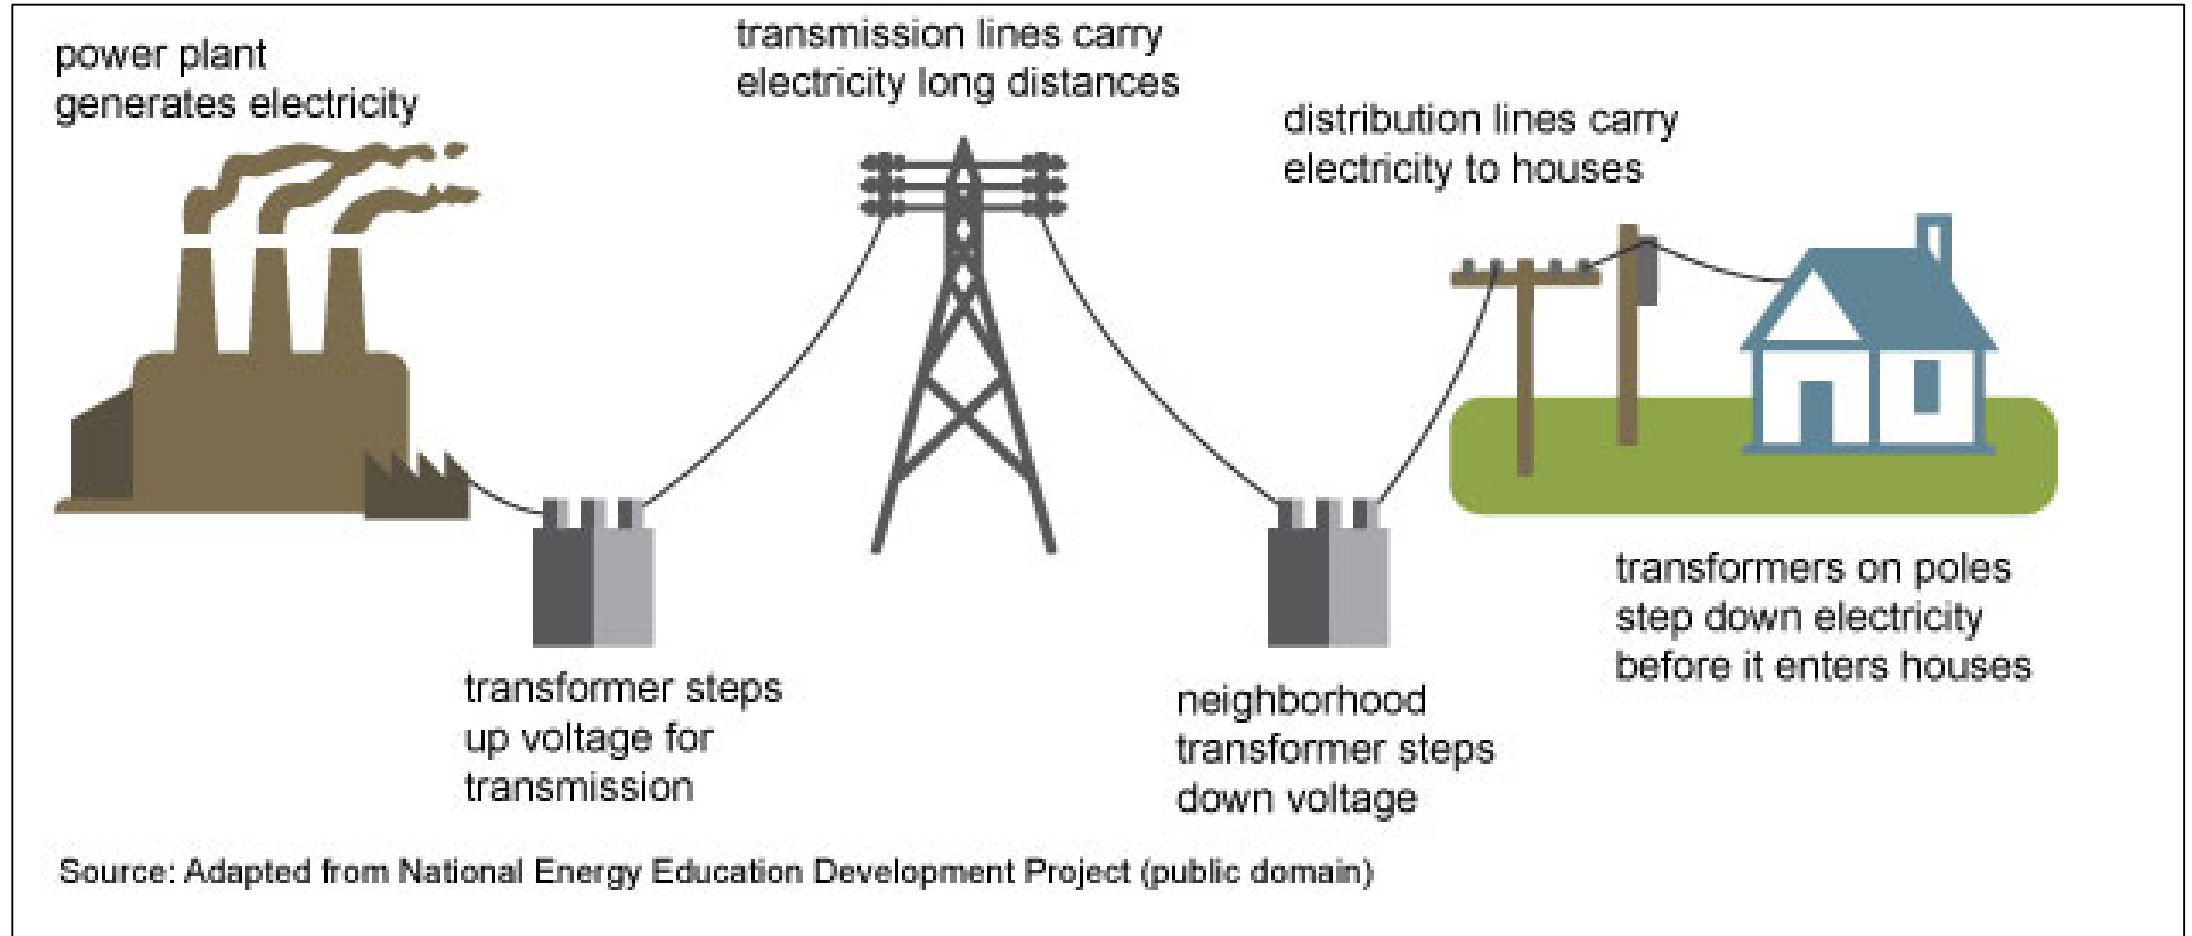 power plant
generates electricity
transmission lines carry
electricity long distances
distribution lines carry
electricity to houses
transformer steps
up voltage for
transmission
neighborhood
transformer steps
down voltage
transformers on poles
step down electricity
before it enters houses
Source: Adapted from National Energy Education Development Project (public domain)